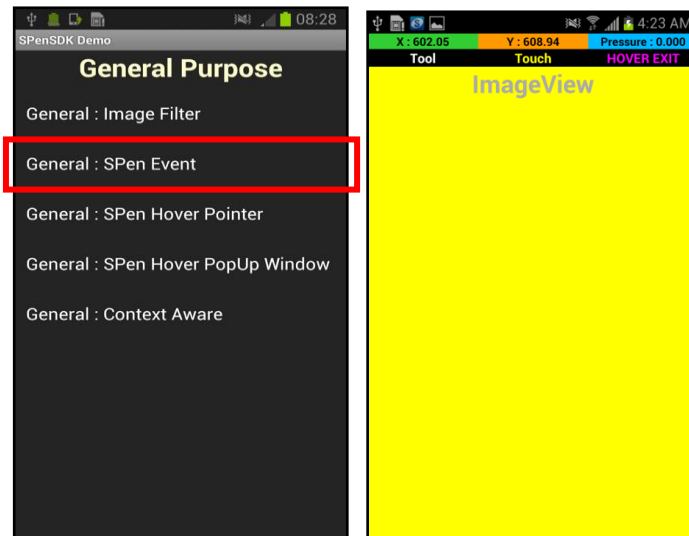 08:28
SPenSDK Demo
General Purpose
General : Image Filter
General : SPen Event
General : SPen Hover Pointer
General : SPen Hover PopUp Window
General : Context Aware
4:23 AM
X : 602.05 Y : 608.94 Pressure : 0.000
Tool Touch HOVER EXIT
ImageView